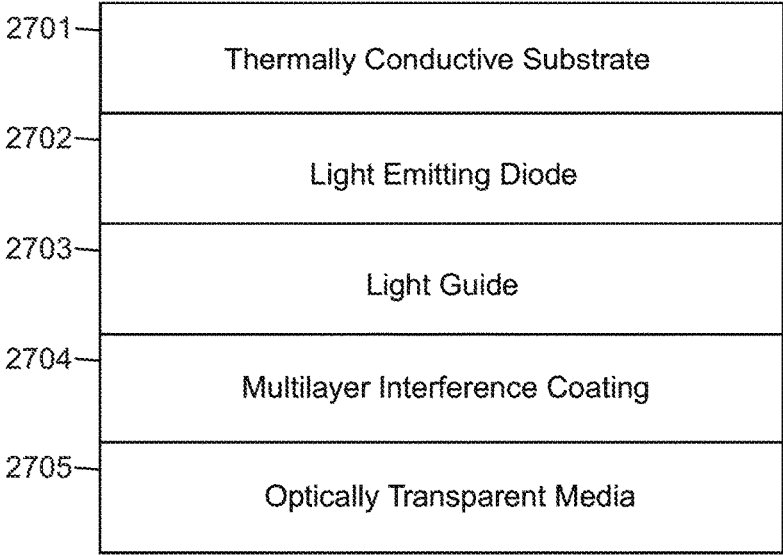 2701
Thermally Conductive Substrate
2702
Light Emitting Diode
2703
Light Guide
2704
Multilayer Interference Coating
2705
Optically Transparent Media